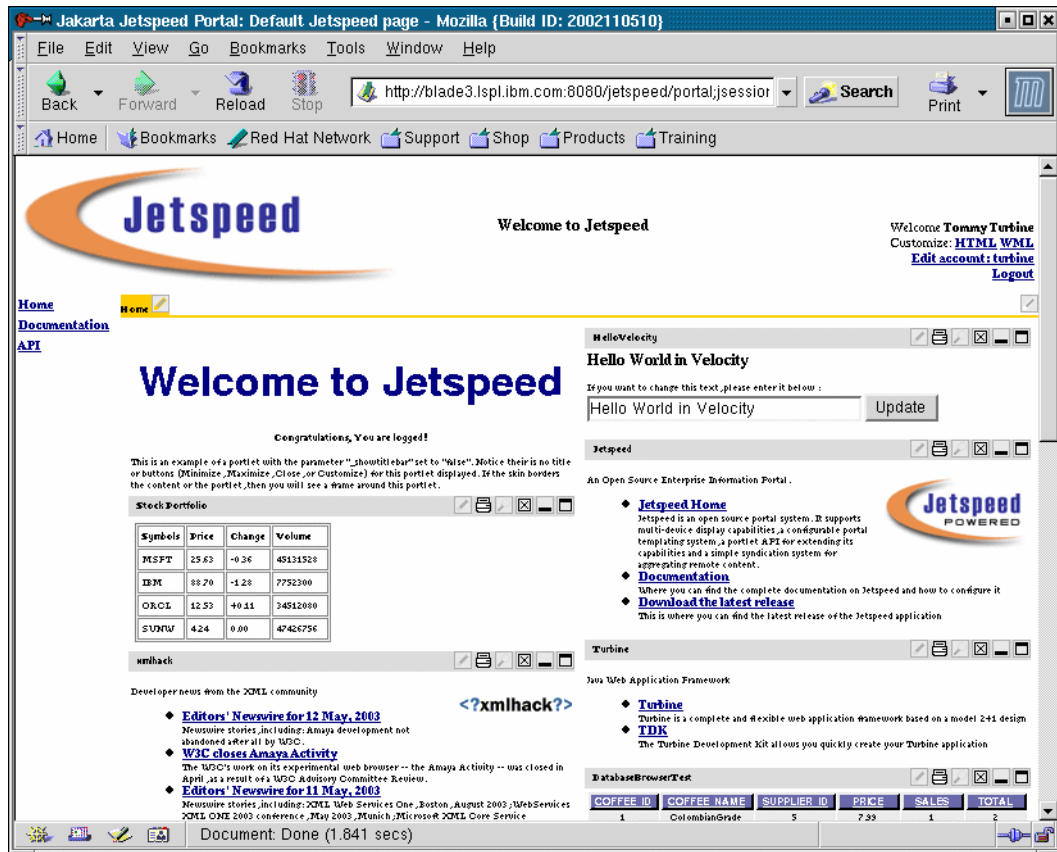 Jakarta Jetspeed Portal: Default Jetspeed page - Mozilla {Build ID: 2002110510}
File Edit View Go Bookmarks Tools Window Help
Back Forward Reload Stop http://blade3.lspl.ibm.com:8080/jetspeed/portal;jsession Search Print
Home Bookmarks Red Hat Network Support Shop Products Training
Jetspeed
Welcome to Jetspeed
Welcome Tommy Turbine
Customize: HTML WML
Edit account: turbine
Logout
Home
Documentation
API
Home
Welcome to Jetspeed
Congratulations, You are logged!
This is an example of a portlet with the parameter "_showtitlebar" set to "false". Notice their is no title
or buttons (Minimize, Maximize, Close, or Customize) for this portlet displayed. If the skin borders
the content or the portlet, then you will see a frame around this portlet.
Stock Portfolio
Symbols Price Change Volume
MSFT 25.63 -0.36 45131528
IBM 88.70 -1.28 7752300
ORCL 12.53 +0.11 34512080
SUNW 4.24 0.00 47426756
xmlhack
Developer news from the XML community
<?xmlhack?>
Editors' Newswire for 12 May, 2003
Newswire stories, including: Amaya development not
abandoned after all by W3C.
W3C closes Amaya Activity
The W3C's work on its experimental web browser -- the Amaya Activity -- was closed in
April, as a result of a W3C Advisory Committee Review.
Editors' Newswire for 11 May, 2003
Newswire stories, including: XML Web Services One, Boston, August 2003; WebServices
XML ONE 2003 conference, May 2003, Munich; Microsoft XML Core Service
HelloVelocity
Hello World in Velocity
If you want to change this text, please enter it below :
Hello World in Velocity Update
Jetspeed
An Open Source Enterprise Information Portal.
Jetspeed
POWERED
Jetspeed Home
Jetspeed is an open source portal system. It supports
multi-device display capabilities, a configurable portal
templating system, a portlet API for extending its
capabilities and a simple syndication system for
aggregating remote content.
Documentation
Where you can find the complete documentation on Jetspeed and how to configure it
Download the latest release
This is where you can find the latest release of the Jetspeed application
Turbine
Java Web Application Framework
Turbine
Turbine is a complete and flexible web application framework based on a model 2+1 design
TDK
The Turbine Development Kit allows you quickly create your Turbine application
DatabaseBrowserTest
COFFEE ID COFFEE NAME SUPPLIER ID PRICE SALES TOTAL
1 ColombianGrade 5 7.99 1 2
Document: Done (1.841 secs)